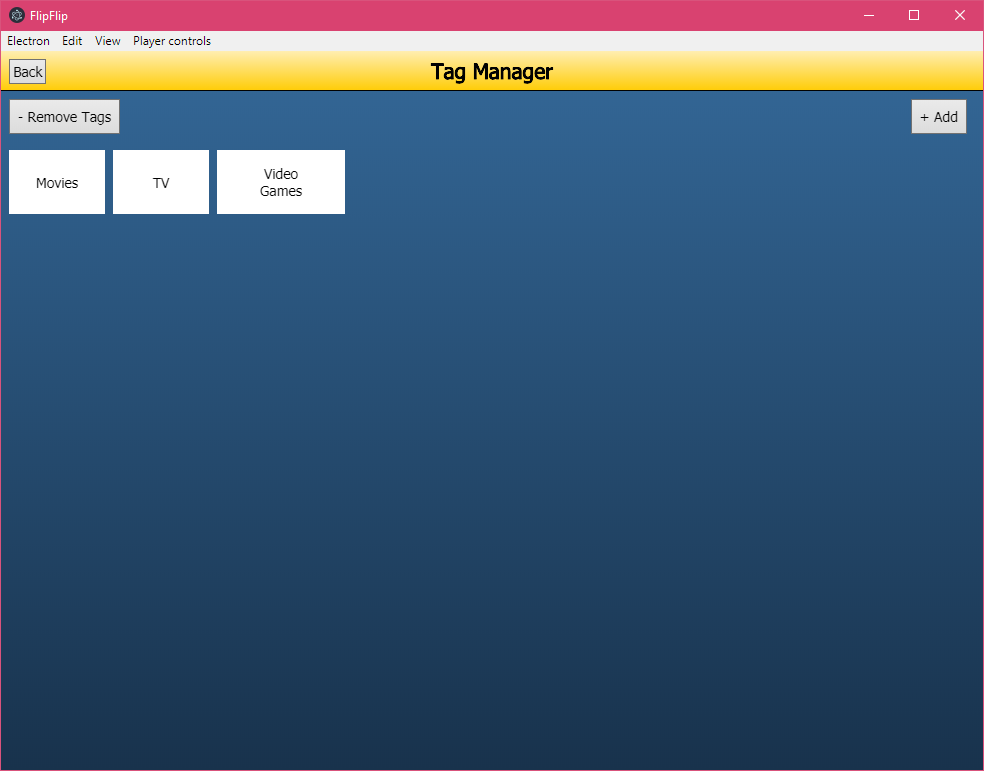 FlipFlip
Electron Edit View Player controls
Back
Tag Manager
- Remove Tags
+ Add
Movies
TV
Video
Games